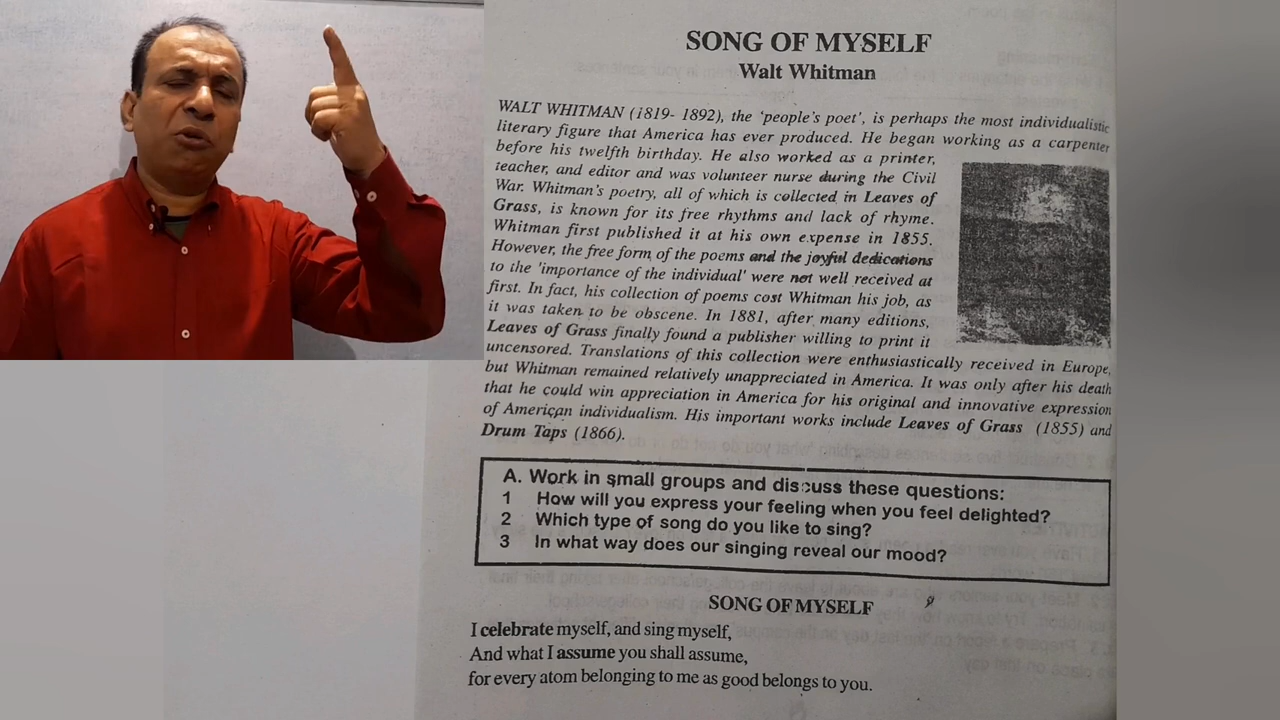 SONG OF MYSELF
Walt Whitman
WALT WHITMAN (1819- 1892), the 'people's poet', is perhaps the most individualistic
literary figure that America has ever produced. He began working as a carpenter
before his twelfth birthday. He also worked as a printer,
teacher, and editor and was volunteer nurse during the Civil
War. Whitman's poetry, all of which is collected in Leaves of
Grass, is known for its free rhythms and lack of rhyme.
Whitman first published it at his own expense in 1855.
However, the free form of the poems and the joyful dedications
to the 'importance of the individual' were not well received at
first. In fact, his collection of poems cost Whitman his job, as
it was taken to be obscene. In 1881, after many editions,
Leaves of Grass finally found a publisher willing to print it
uncensored. Translations of this collection were enthusiastically received in Europe,
but Whitman remained relatively unappreciated in America. It was only after his death
that he could win appreciation in America for his original and innovative expression
of American individualism. His important works include Leaves of Grass (1855) and
Drum Taps (1866).
A. Work in small groups and discuss these questions:
1 How will you express your feeling when you feel delighted?
2 Which type of song do you like to sing?
3 In what way does our singing reveal our mood?
SONG OF MYSELF
I celebrate myself, and sing myself,
And what I assume you shall assume,
for every atom belonging to me as good belongs to you.